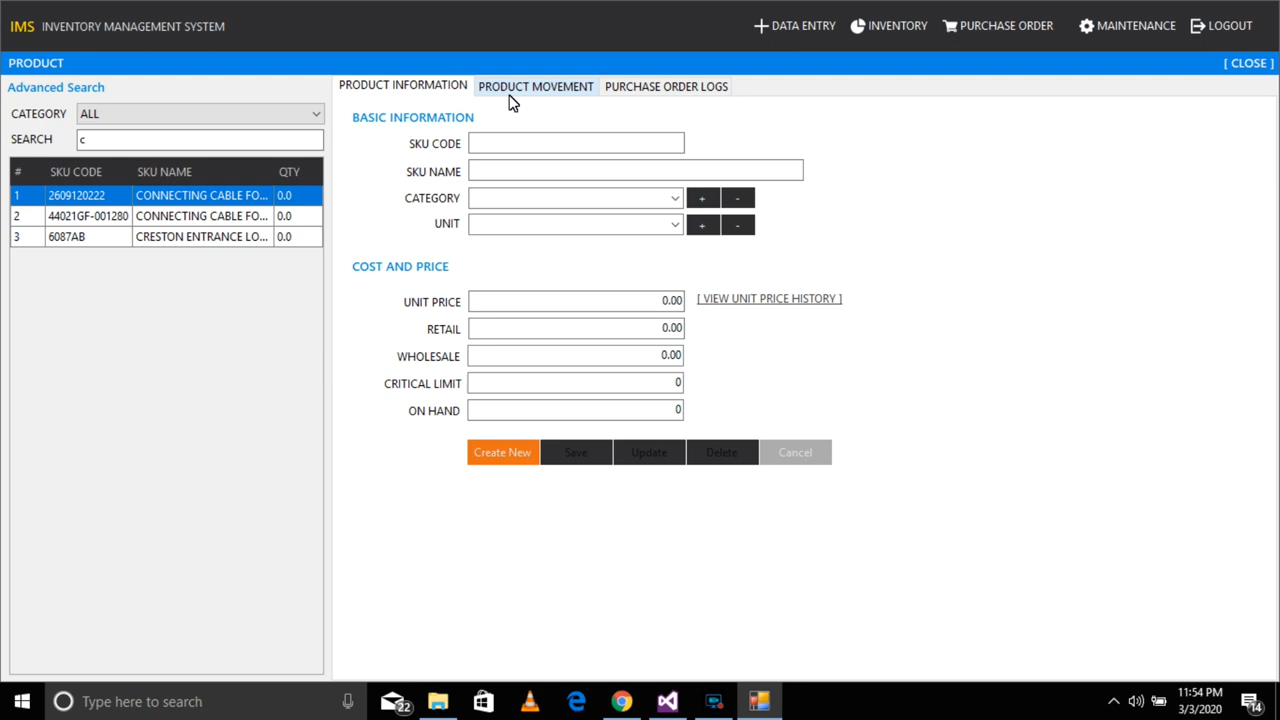 IMS INVENTORY MANAGEMENT SYSTEM
DATA ENTRY INVENTORY PURCHASE ORDER MAINTENANCE LOGOUT
PRODUCT [ CLOSE ]
Advanced Search
CATEGORY ALL
SEARCH c
# SKU CODE SKU NAME QTY
1 2609120222 CONNECTING CABLE FO... 0.0
2 44021GF-001280 CONNECTING CABLE FO... 0.0
3 6087AB CRESTON ENTRANCE LO... 0.0
PRODUCT INFORMATION PRODUCT MOVEMENT PURCHASE ORDER LOGS
BASIC INFORMATION
SKU CODE
SKU NAME
CATEGORY + -
UNIT + -
COST AND PRICE
UNIT PRICE 0.00 [ VIEW UNIT PRICE HISTORY ]
RETAIL 0.00
WHOLESALE 0.00
CRITICAL LIMIT 0
ON HAND 0
Create New Save Update Delete Cancel
Type here to search 22 11:54 PM
3/3/2020 14